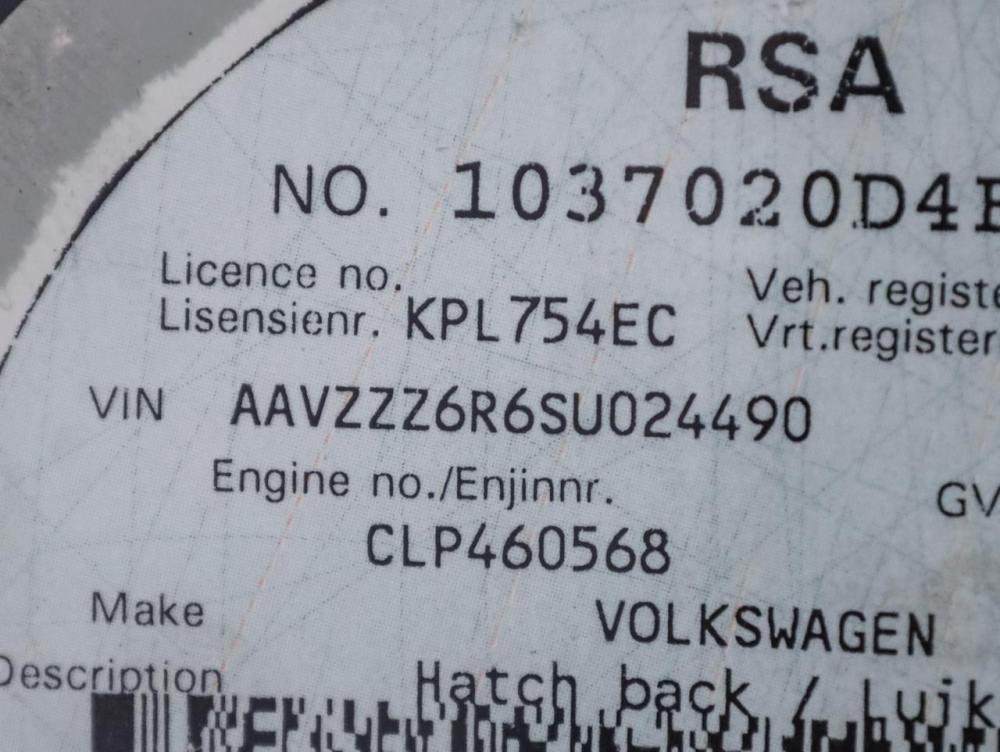 RSA
NO. 1037020D4
Licence no.
Lisensienr. KPL754EC
Veh. registe
Vrt.register
VIN AAVZZZ6R6SU024490
Engine no./Enjinnr.
GV
CLP460568
Make VOLKSWAGEN
Description Hatch back / Luik